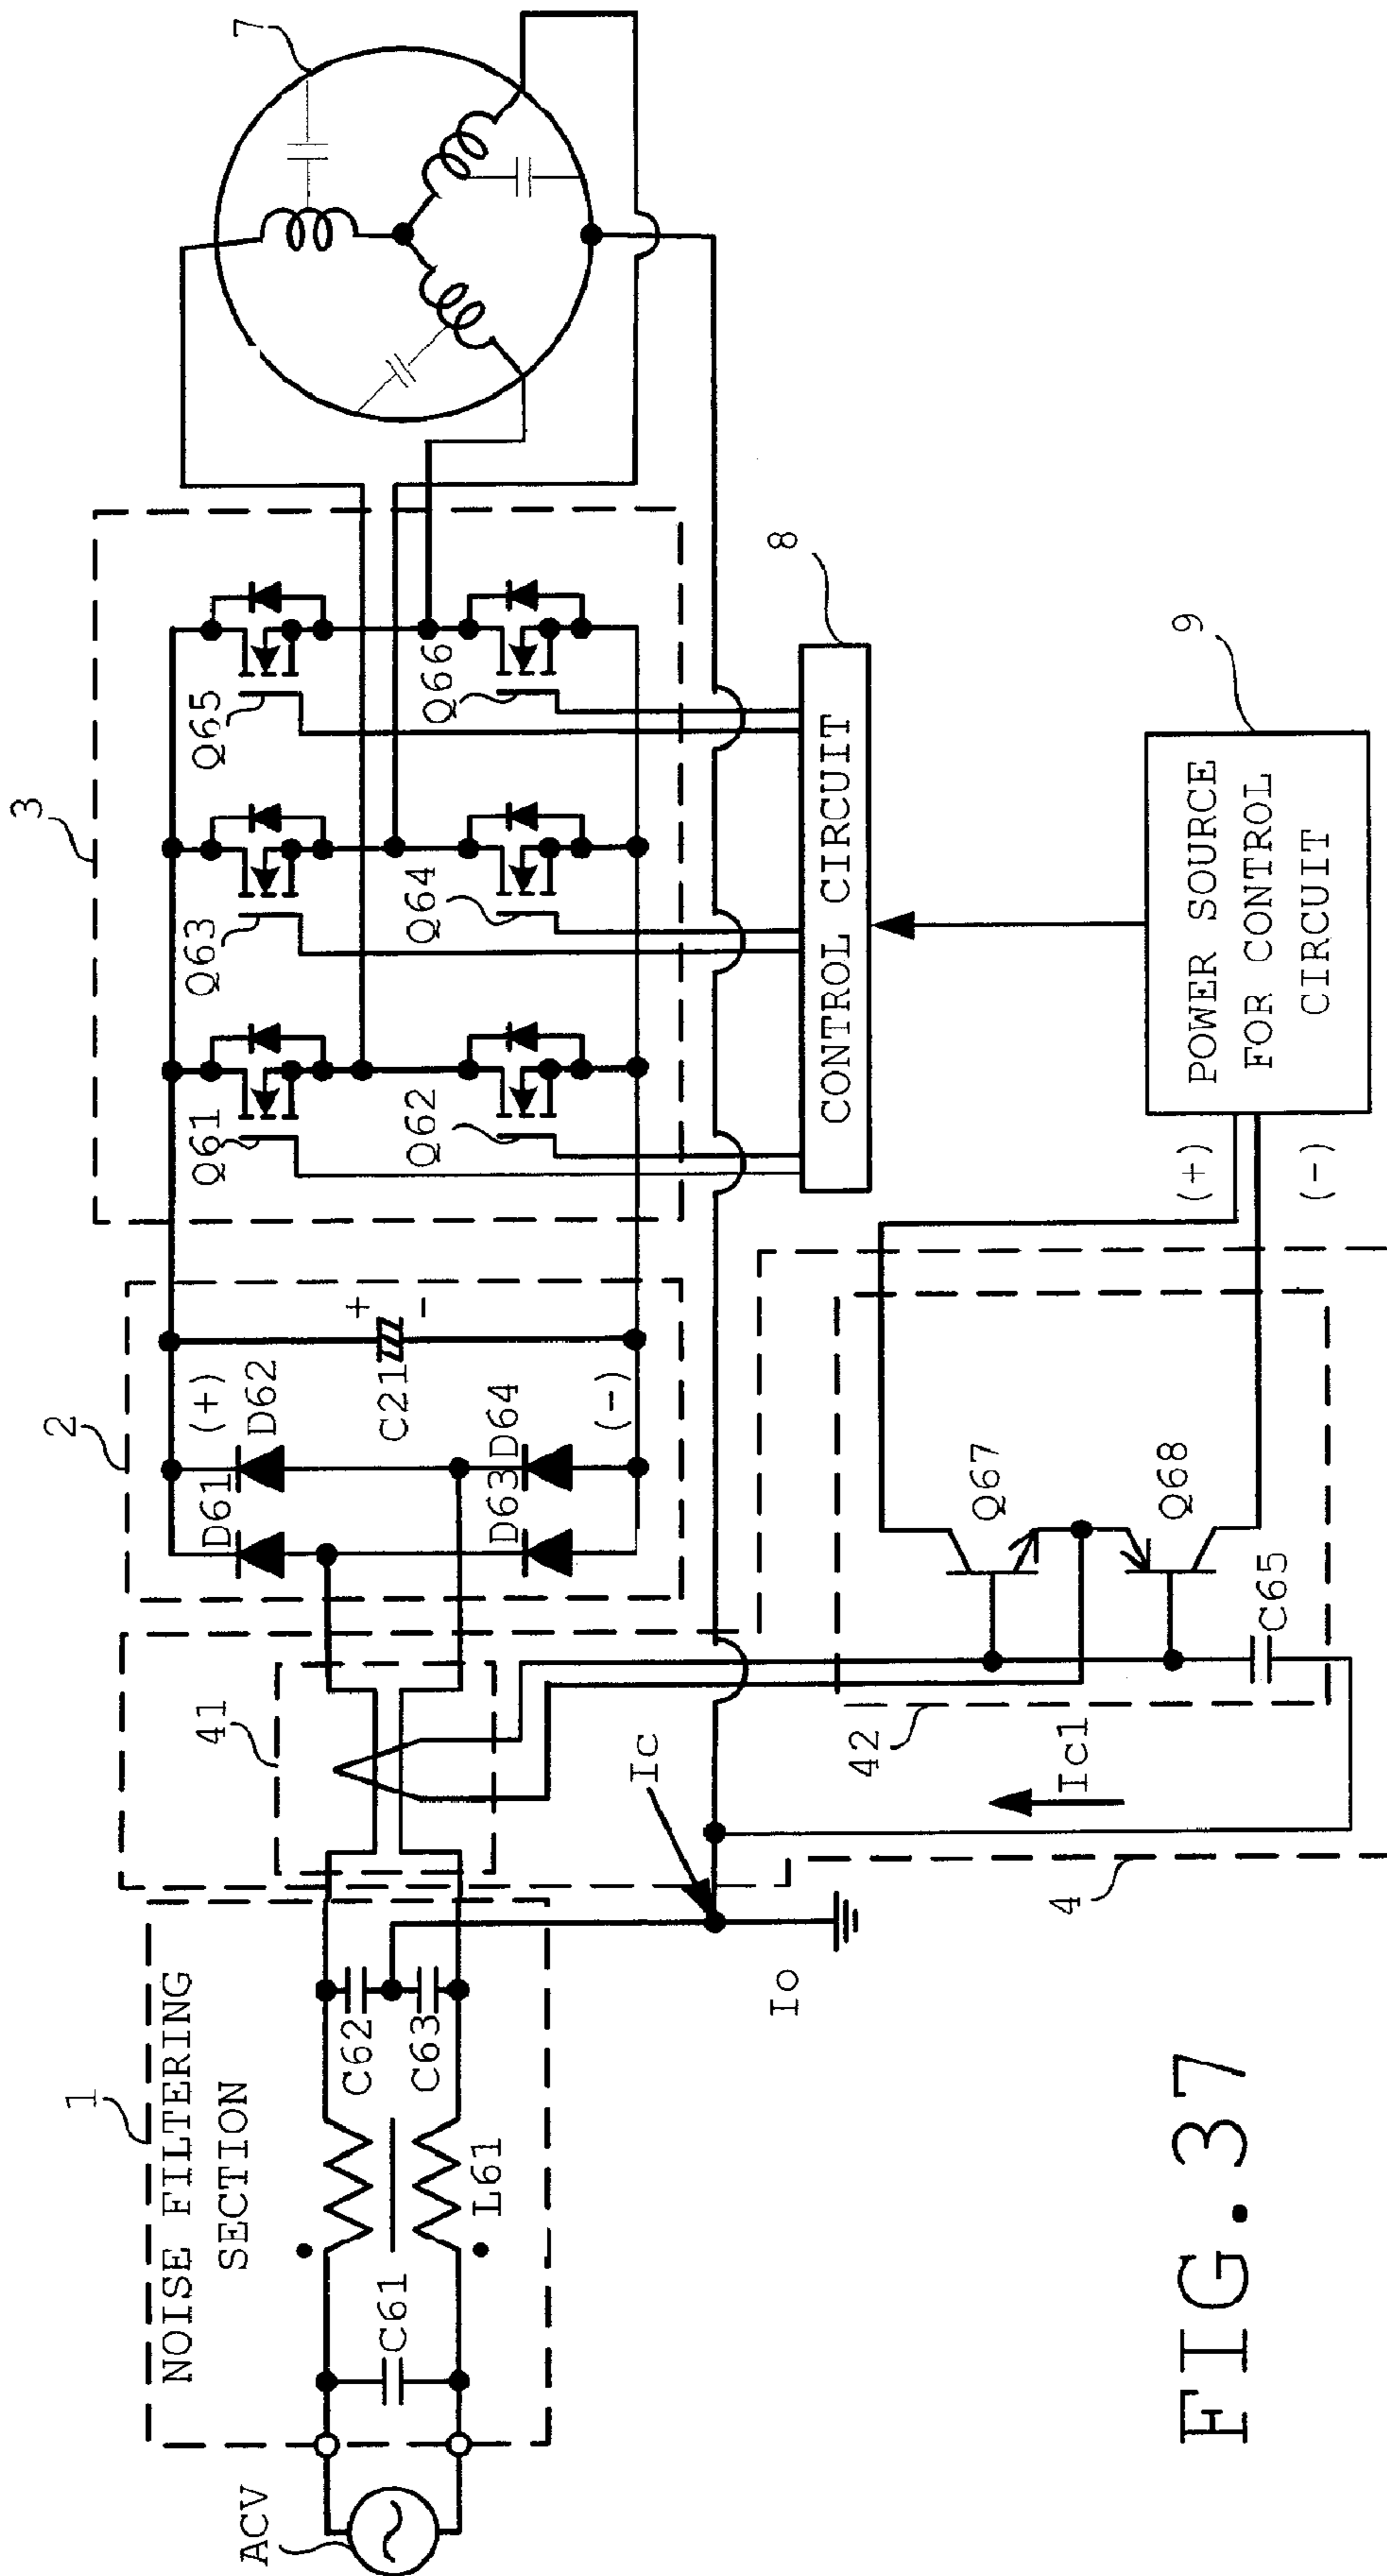 1
NOISE FILTERING
SECTION
ACV
C61
L61
C62
C63
Io
Ic
41
2
D61
D62
(+)
C21
+
-
D63
D64
(-)
3
Q61
Q63
Q65
Q62
Q64
Q66
7
8
CONTROL CIRCUIT
9
POWER SOURCE
FOR CONTROL
CIRCUIT
(+)
(-)
Q67
Q68
C65
42
Ic1
4
FIG. 37